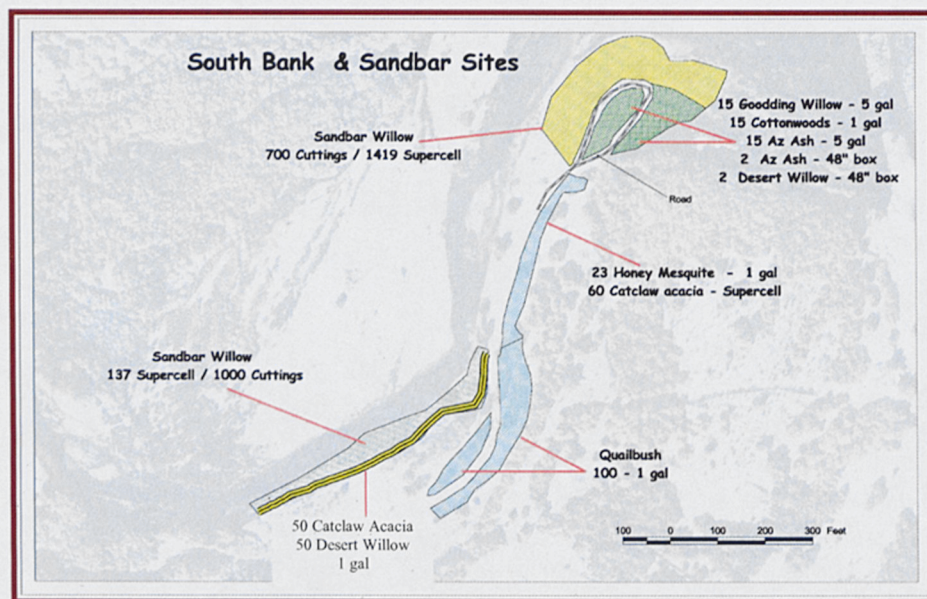 South Bank & Sandbar Sites
Sandbar Willow
700 Cuttings / 1419 Supercell
15 Goodding Willow - 5 gal
15 Cottonwoods - 1 gal
15 Az Ash - 5 gal
2 Az Ash - 48" box
2 Desert Willow - 48" box
Road
23 Honey Mesquite - 1 gal
60 Catclaw acacia - Supercell
Sandbar Willow
137 Supercell / 1000 Cuttings
Quailbush
100 - 1 gal
50 Catclaw Acacia
50 Desert Willow
1 gal
100 0 100 200 300 Feet